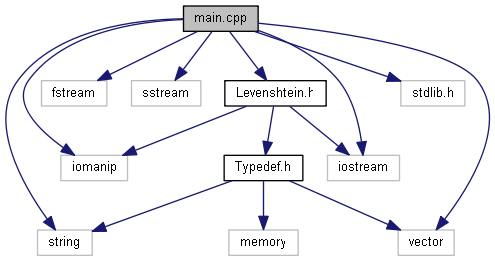 main.cpp
fstream
sstream
Levenshtein.h
stdlib.h
iomanip
Typedef.h
iostream
string
memory
vector